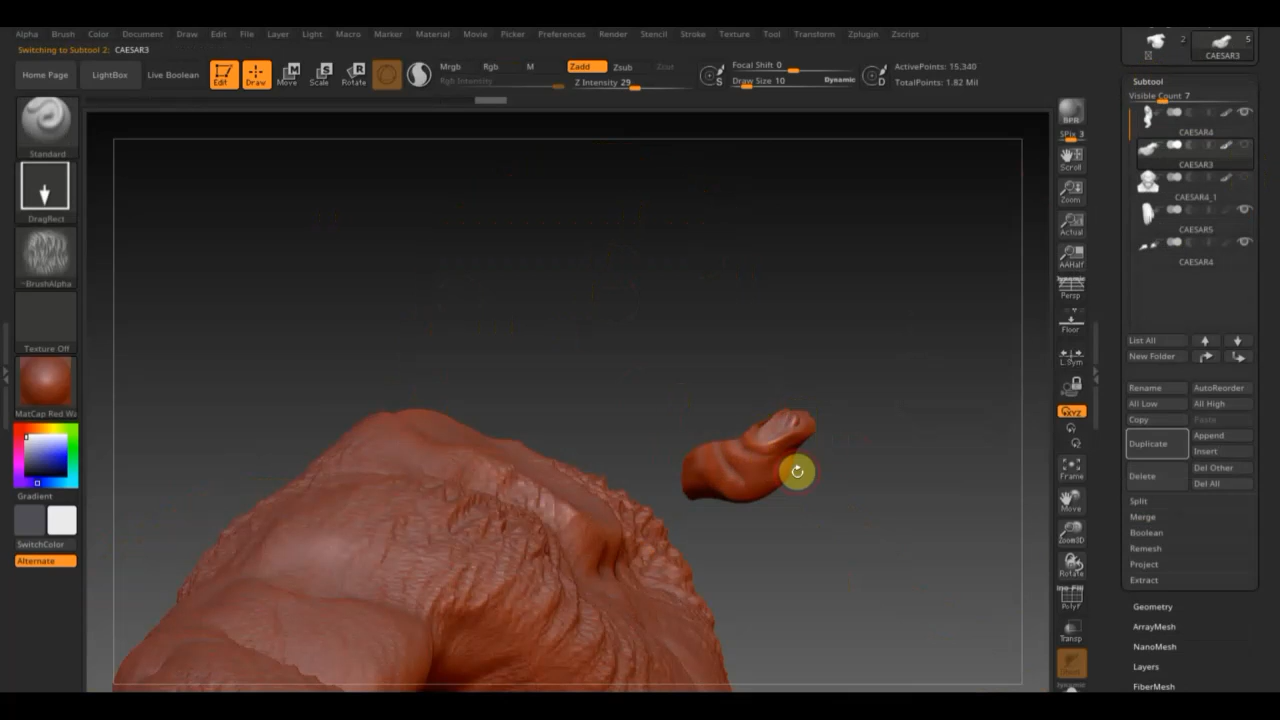 Alpha Brush Color Document Draw Edit File Layer Light Macro Marker Material Movie Picker Preferences Render Stencil Stroke Texture Tool Transform Zplugin Zscript
Switching to Subtool 2: CAESAR3
2 5
CAESAR3
Home Page LightBox Live Boolean Edit Draw Move Scale Rotate
Mrgb Rgb M
Rgb Intensity
Zadd Zsub Zcut
Z Intensity 29
S
Focal Shift 0
Draw Size 10 Dynamic
D
ActivePoints: 15,340
TotalPoints: 1.82 Mil
Standard
DragRect
~BrushAlpha
Texture Off
MatCap Red Wa
Gradient
SwitchColor
Alternate
BPR
SPix 3
Scroll
Zoom
Actual
AAHalf
Dynamic
Persp
Floor
L.Sym
XYZ
Frame
Move
Zoom3D
Rotate
PolyF
Transp
Dynamic
Subtool
Visible Count 7
CAESAR4
CAESAR3
CAESAR4_1
CAESAR5
CAESAR4
List All
New Folder
Rename AutoReorder
All Low All High
Copy Paste
Duplicate Append
Insert
Delete Del Other
Del All
Split
Merge
Boolean
Remesh
Project
Extract
Geometry
ArrayMesh
NanoMesh
Layers
FiberMesh